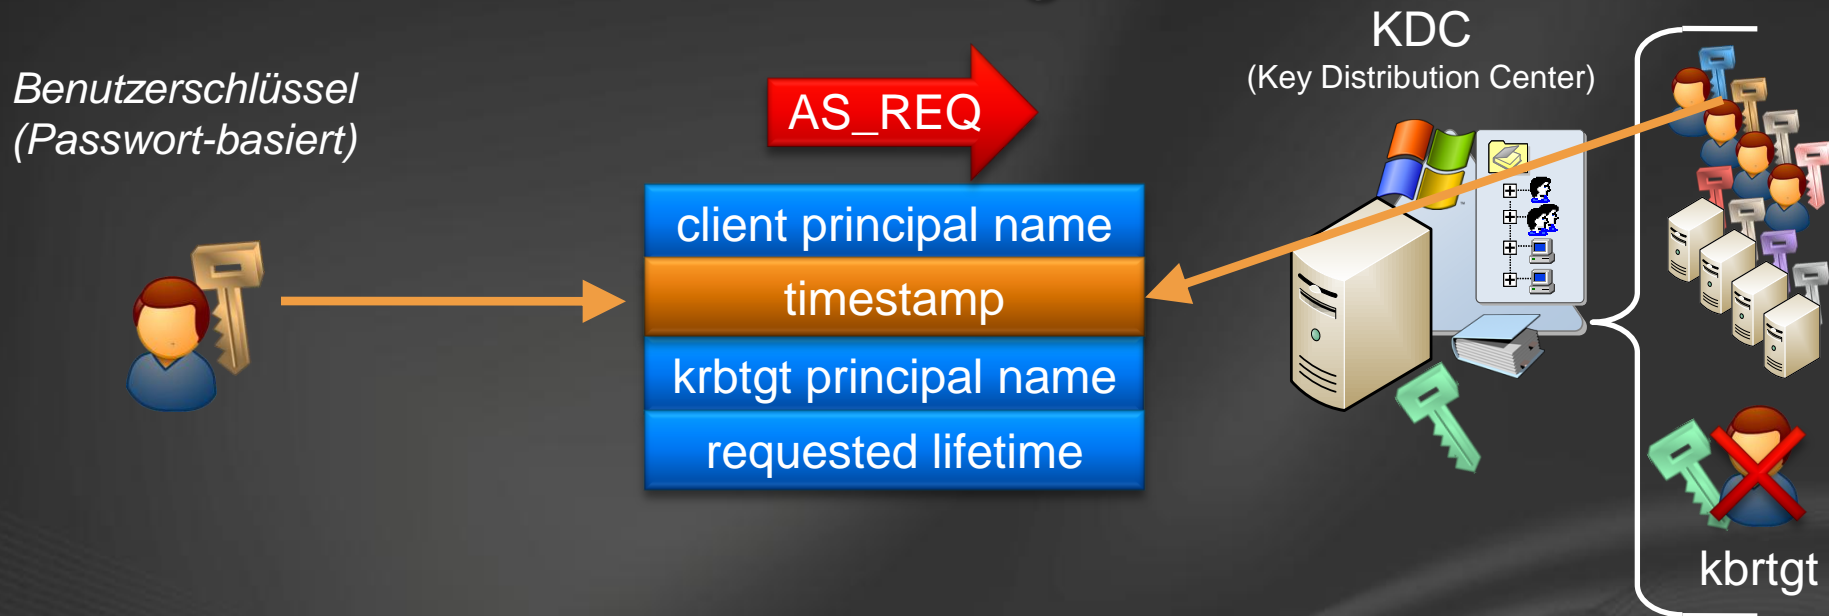 Benutzerschlüssel
(Passwort-basiert)
AS_REQ
client principal name
timestamp
krbtgt principal name
requested lifetime
KDC
(Key Distribution Center)
kbrtgt